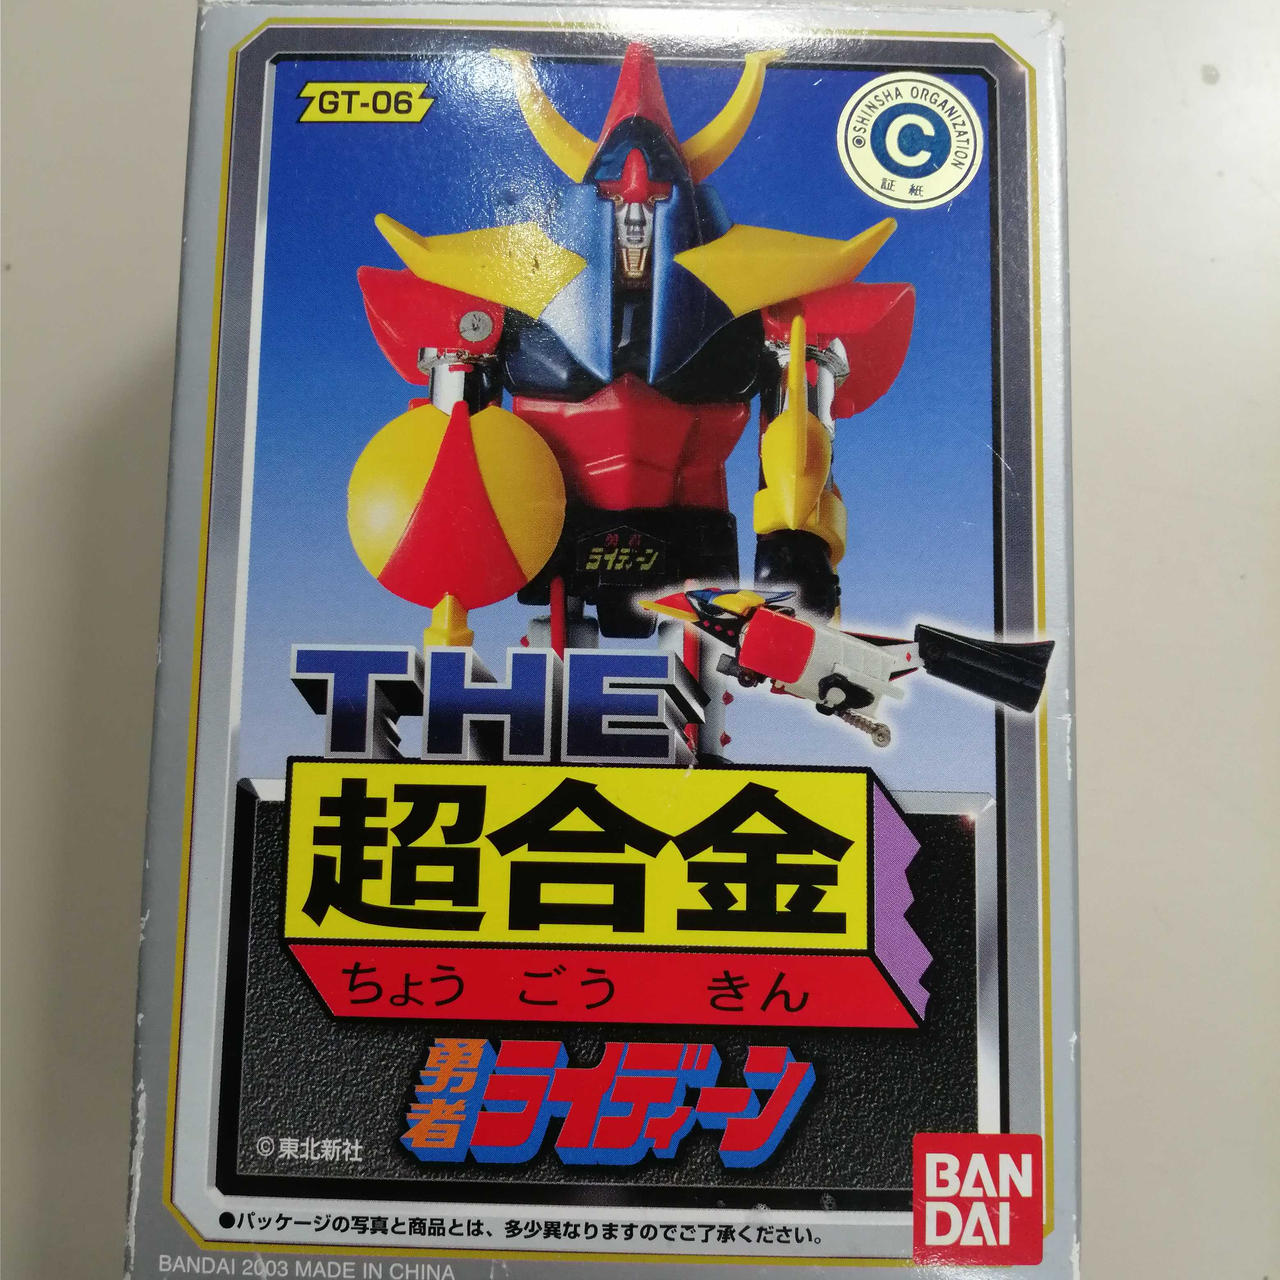 GT-06
©SHINSHA ORGANIZATION
C
証紙
勇者
ライディーン
THE
超合金
ちょう ごう きん
勇者ライディーン
©東北新社
BAN
DAI
●パッケージの写真と商品とは、多少異なりますのでご了承ください。
BANDAI 2003 MADE IN CHINA